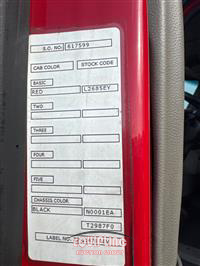 S.O. NO. 617599
CAB COLOR STOCK CODE
BASIC
RED L2685EY
TWO
THREE
FOUR
FIVE
CHASSIS COLOR
BLACK N0001EA
T2987F0
LABEL NO.